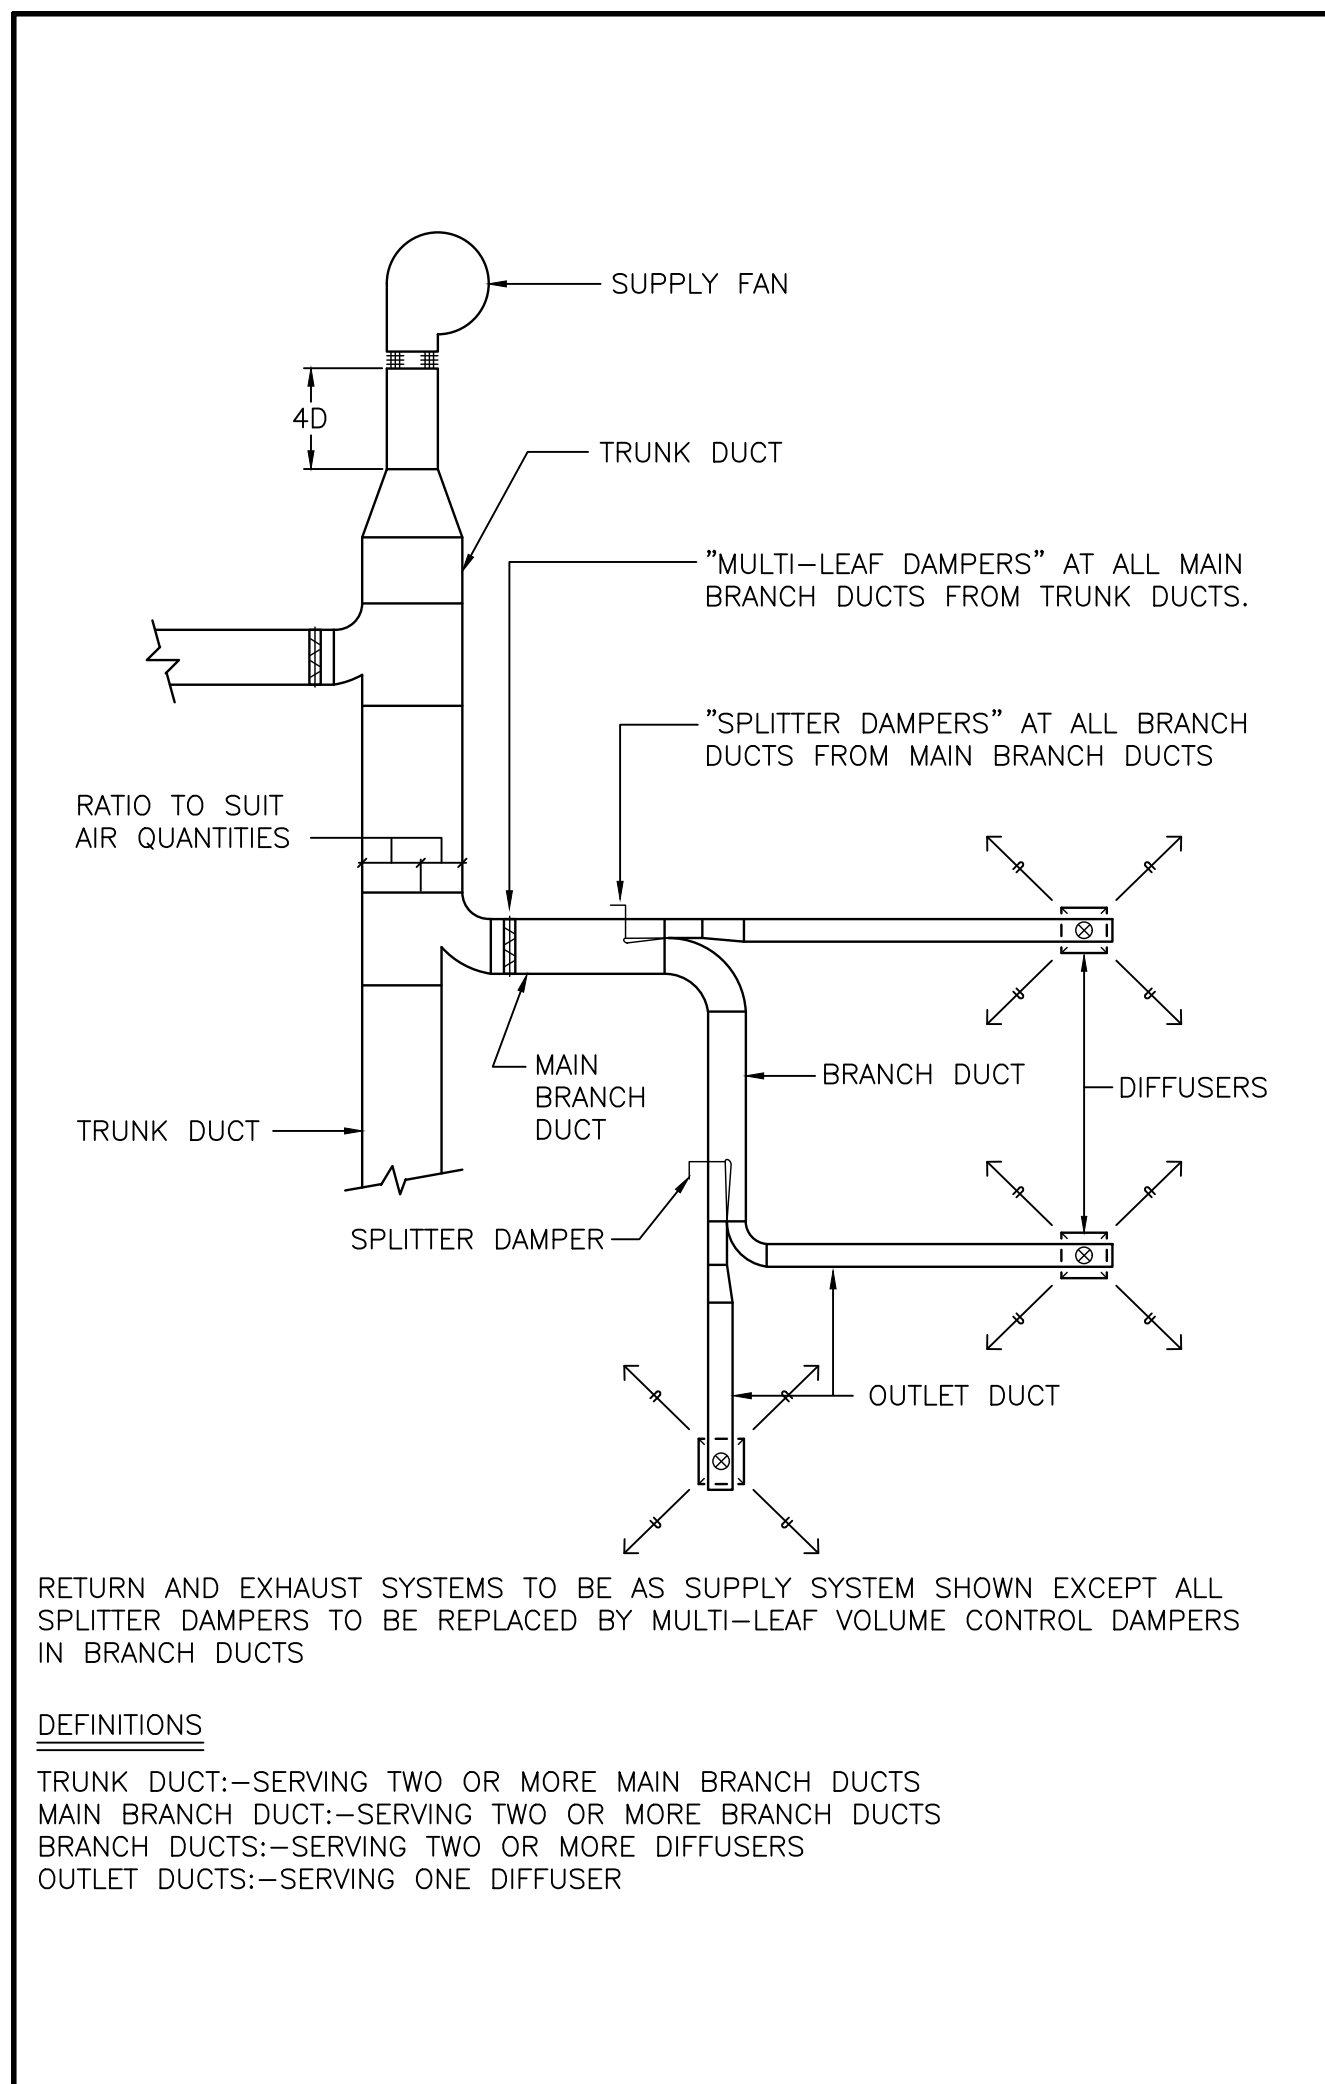 SUPPLY FAN
4D
TRUNK DUCT
"MULTI-LEAF DAMPERS" AT ALL MAIN
BRANCH DUCTS FROM TRUNK DUCTS.
"SPLITTER DAMPERS" AT ALL BRANCH
DUCTS FROM MAIN BRANCH DUCTS
RATIO TO SUIT
AIR QUANTITIES
MAIN
BRANCH
DUCT
BRANCH DUCT
DIFFUSERS
TRUNK DUCT
SPLITTER DAMPER
OUTLET DUCT
RETURN AND EXHAUST SYSTEMS TO BE AS SUPPLY SYSTEM SHOWN EXCEPT ALL
SPLITTER DAMPERS TO BE REPLACED BY MULTI-LEAF VOLUME CONTROL DAMPERS
IN BRANCH DUCTS
DEFINITIONS
TRUNK DUCT:-SERVING TWO OR MORE MAIN BRANCH DUCTS
MAIN BRANCH DUCT:-SERVING TWO OR MORE BRANCH DUCTS
BRANCH DUCTS:-SERVING TWO OR MORE DIFFUSERS
OUTLET DUCTS:-SERVING ONE DIFFUSER